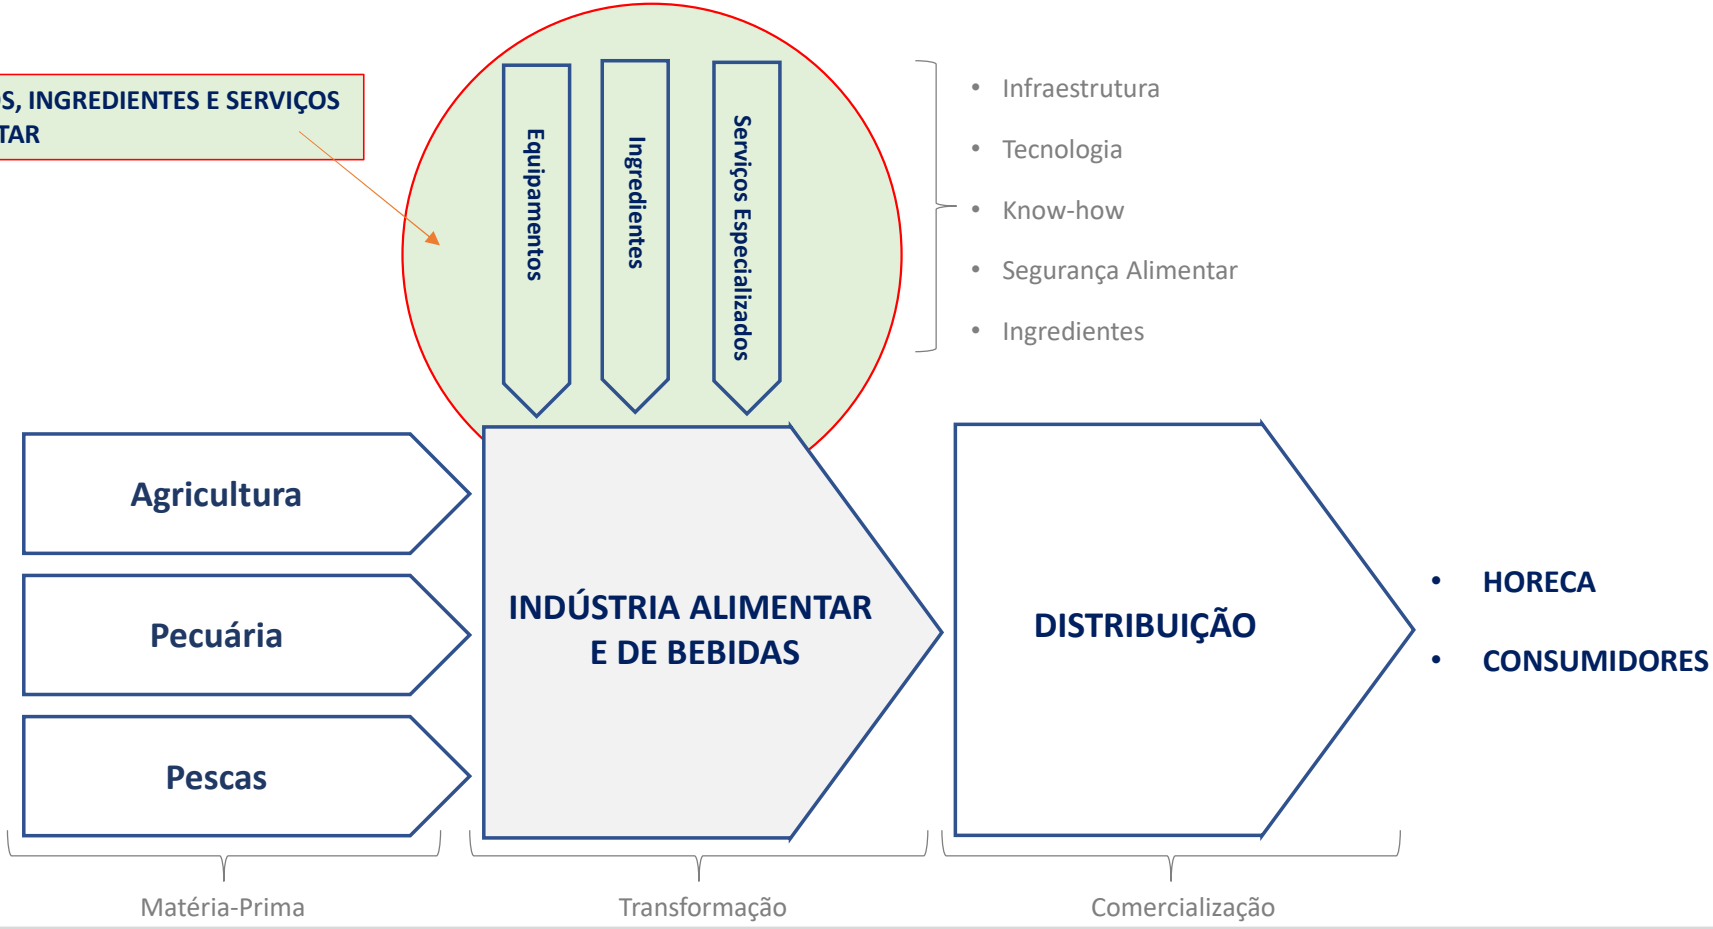 INGREDIENTES E SERVIÇOS
Equipamentos
Ingredientes
Serviços Especializados
• Infraestrutura
• Tecnologia
• Know-how
• Segurança Alimentar
• Ingredientes
Agricultura
Pecuária
Pescas
INDÚSTRIA ALIMENTAR
E DE BEBIDAS
DISTRIBUIÇÃO
• HORECA
• CONSUMIDORES
Matéria-Prima
Transformação
Comercialização